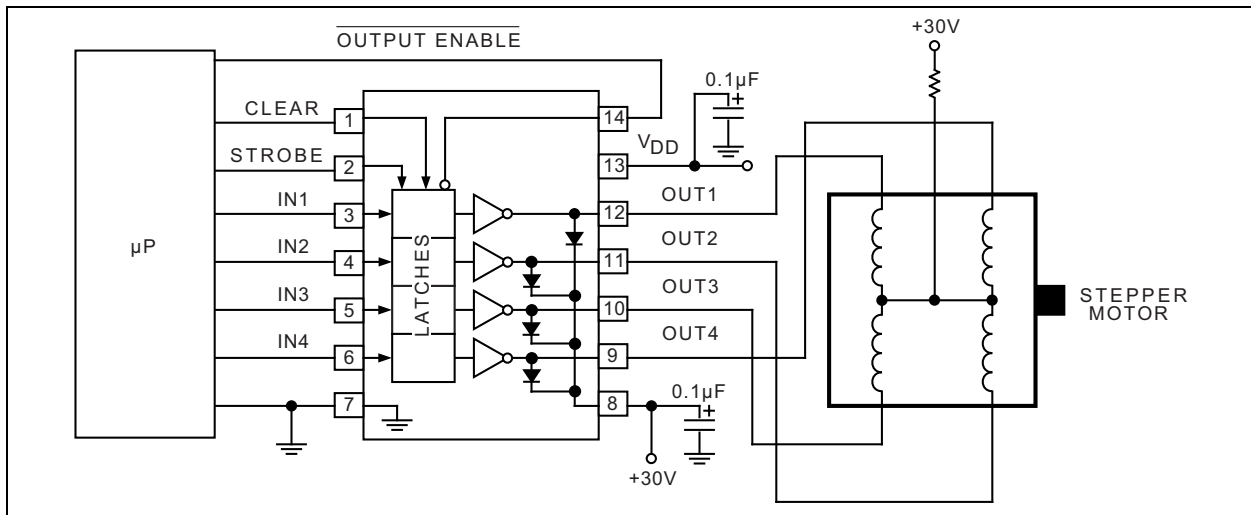 OUTPUT ENABLE
+30V
0.1µF
+
CLEAR
1
14
VDD
STROBE
2
13
OUT1
IN1
3
12
OUT2
µP
IN2
4
LATCHES
11
OUT3
IN3
5
10
STEPPER
MOTOR
OUT4
IN4
6
9
0.1µF
+
7
8
+30V